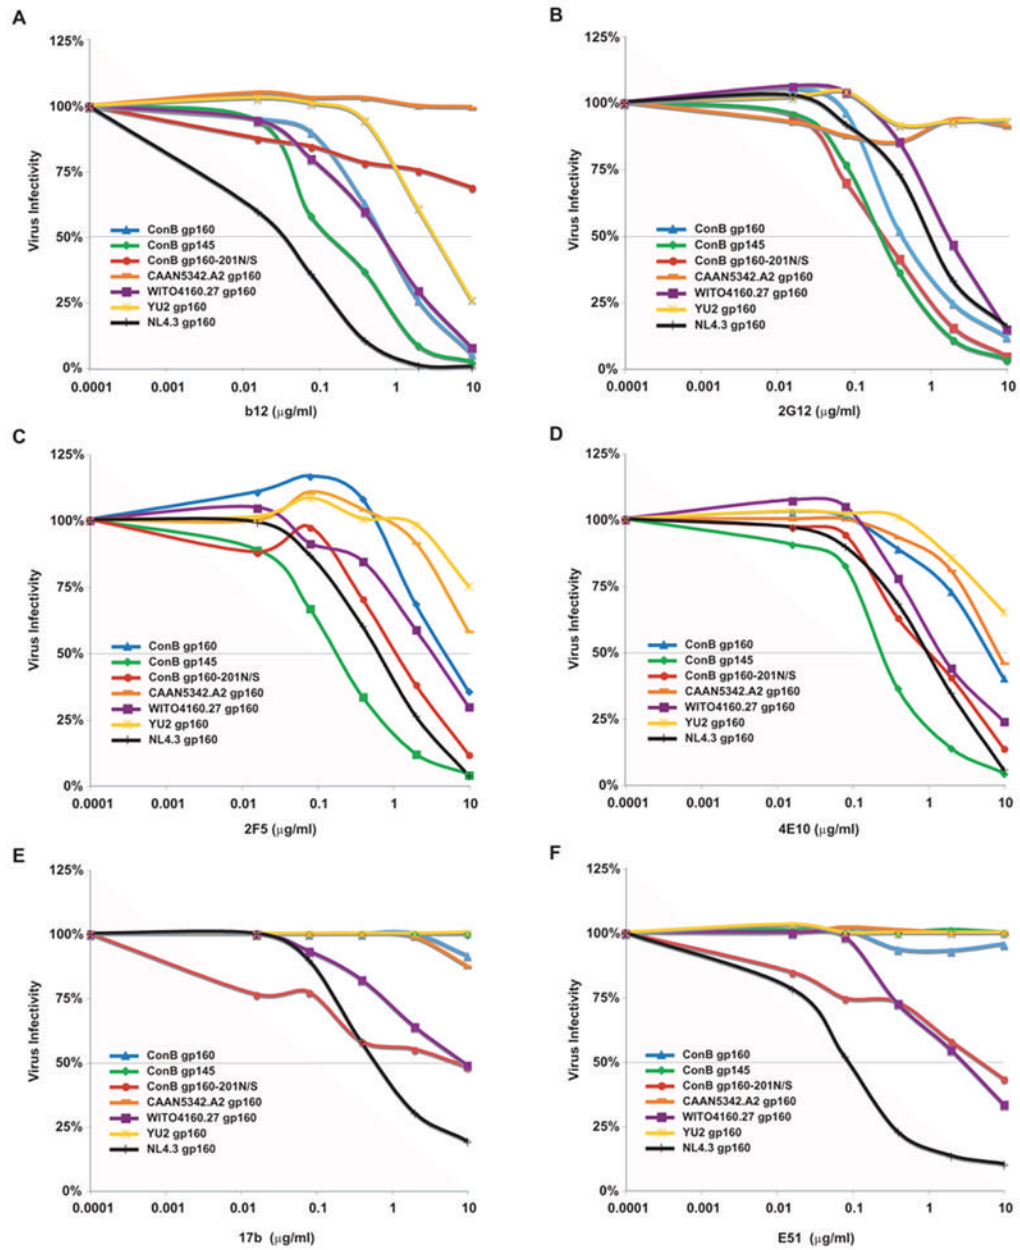 A
125%
100%
75%
50%
25%
0%
Virus Infectivity
ConB gp160
ConB gp145
ConB gp160-201N/S
CAAN5342.A2 gp160
WITO4160.27 gp160
YU2 gp160
NL4.3 gp160
0.0001 0.001 0.01 0.1 1 10
b12 (μg/ml)
B
125%
100%
75%
50%
25%
0%
Virus Infectivity
ConB gp160
ConB gp145
ConB gp160-201N/S
CAAN5342.A2 gp160
WITO4160.27 gp160
YU2 gp160
NL4.3 gp160
0.0001 0.001 0.01 0.1 1 10
2G12 (μg/ml)
C
125%
100%
75%
50%
25%
0%
Virus Infectivity
ConB gp160
ConB gp145
ConB gp160-201N/S
CAAN5342.A2 gp160
WITO4160.27 gp160
YU2 gp160
NL4.3 gp160
0.0001 0.001 0.01 0.1 1 10
2F5 (μg/ml)
D
125%
100%
75%
50%
25%
0%
Virus Infectivity
ConB gp160
ConB gp145
ConB gp160-201N/S
CAAN5342.A2 gp160
WITO4160.27 gp160
YU2 gp160
NL4.3 gp160
0.0001 0.001 0.01 0.1 1 10
4E10 (μg/ml)
E
125%
100%
75%
50%
25%
0%
Virus Infectivity
ConB gp160
ConB gp145
ConB gp160-201N/S
CAAN5342.A2 gp160
WITO4160.27 gp160
YU2 gp160
NL4.3 gp160
0.0001 0.001 0.01 0.1 1 10
17b (μg/ml)
F
125%
100%
75%
50%
25%
0%
Virus Infectivity
ConB gp160
ConB gp145
ConB gp160-201N/S
CAAN5342.A2 gp160
WITO4160.27 gp160
YU2 gp160
NL4.3 gp160
0.0001 0.001 0.01 0.1 1 10
E51 (μg/ml)